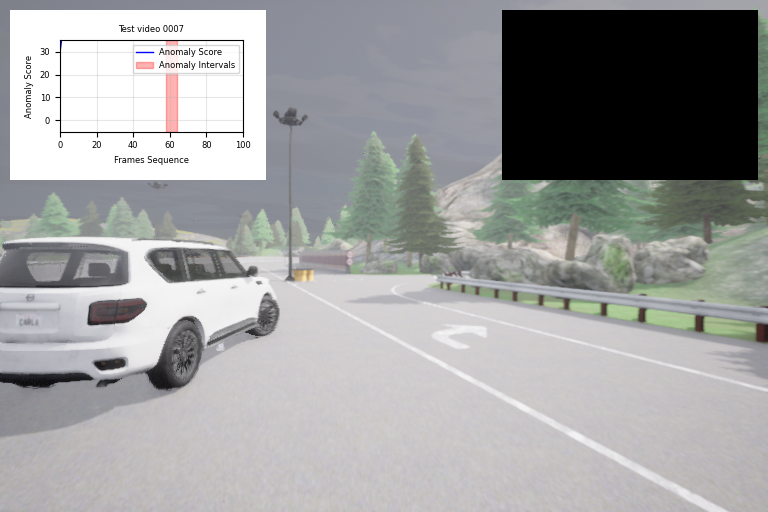 Test video 0007
Anomaly Score
30
20
10
0
Anomaly Score
Anomaly Intervals
0 20 40 60 80 100
Frames Sequence
CARLA